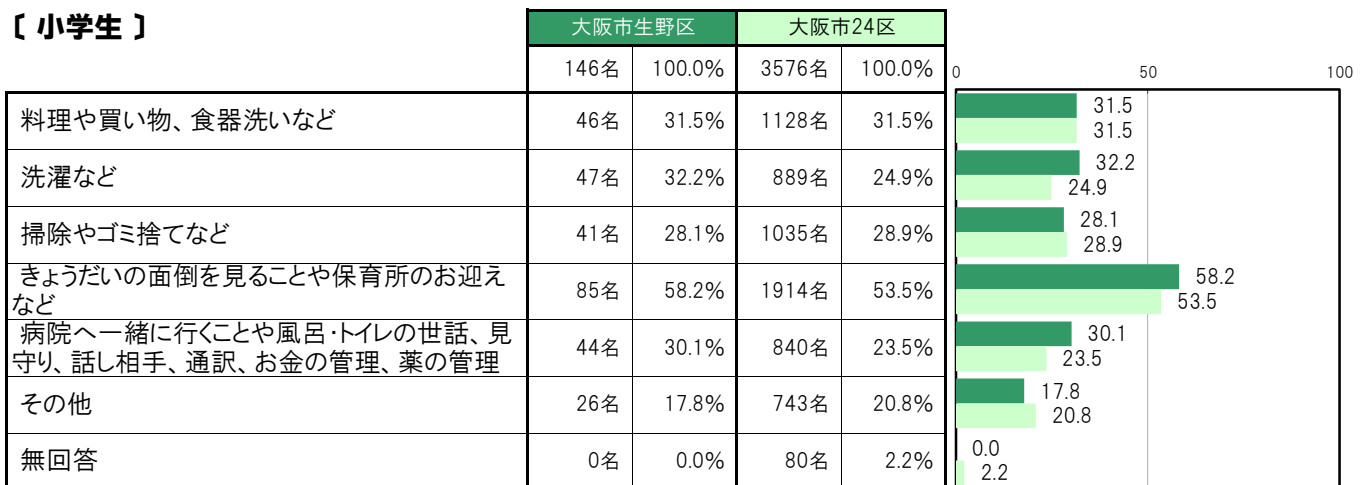 〔 小学生 〕
大阪市生野区 大阪市24区
146名 100.0% 3576名 100.0%
0 50 100
料理や買い物、食器洗いなど 46名 31.5% 1128名 31.5%
31.5
31.5
洗濯など 47名 32.2% 889名 24.9%
32.2
24.9
掃除やゴミ捨てなど 41名 28.1% 1035名 28.9%
28.1
28.9
きょうだいの面倒を見ることや保育所のお迎え
など
85名 58.2% 1914名 53.5%
58.2
53.5
病院へ一緒に行くことや風呂・トイレの世話、見
守り、話し相手、通訳、お金の管理、薬の管理
44名 30.1% 840名 23.5%
30.1
23.5
その他 26名 17.8% 743名 20.8%
17.8
20.8
無回答 0名 0.0% 80名 2.2%
0.0
2.2